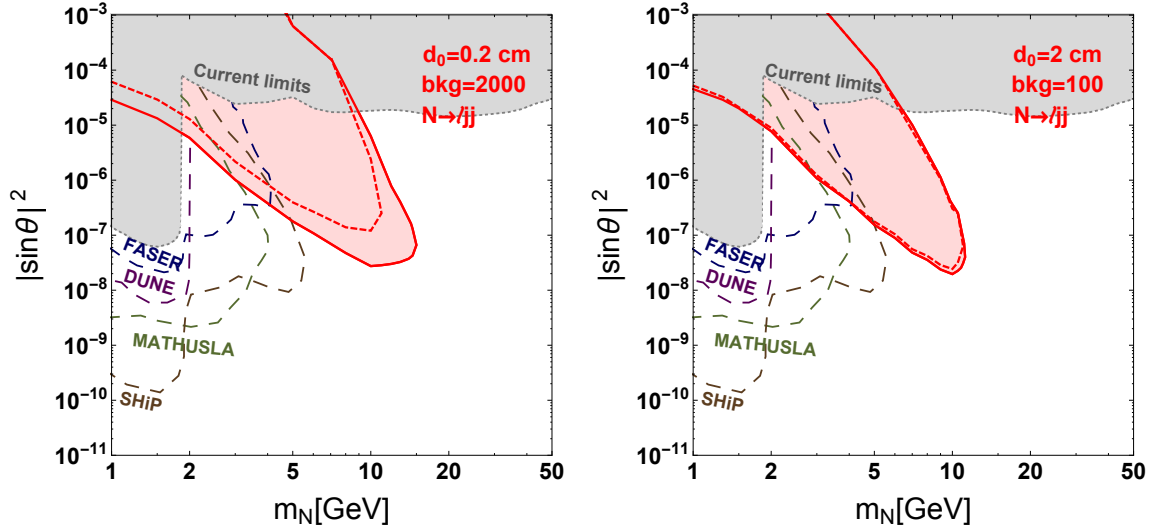 10⁻³
10⁻⁴
10⁻⁵
10⁻⁶
10⁻⁷
10⁻⁸
10⁻⁹
10⁻¹⁰
10⁻¹¹
|sinθ|²
d₀=0.2 cm
bkg=2000
N→ℓjj
Current limits
FASER
DUNE
MATHUSLA
SHiP
1 2 5 10 20 50
m_N[GeV]
10⁻³
10⁻⁴
10⁻⁵
10⁻⁶
10⁻⁷
10⁻⁸
10⁻⁹
10⁻¹⁰
10⁻¹¹
|sinθ|²
d₀=2 cm
bkg=100
N→ℓjj
Current limits
FASER
DUNE
MATHUSLA
SHiP
1 2 5 10 20 50
m_N[GeV]